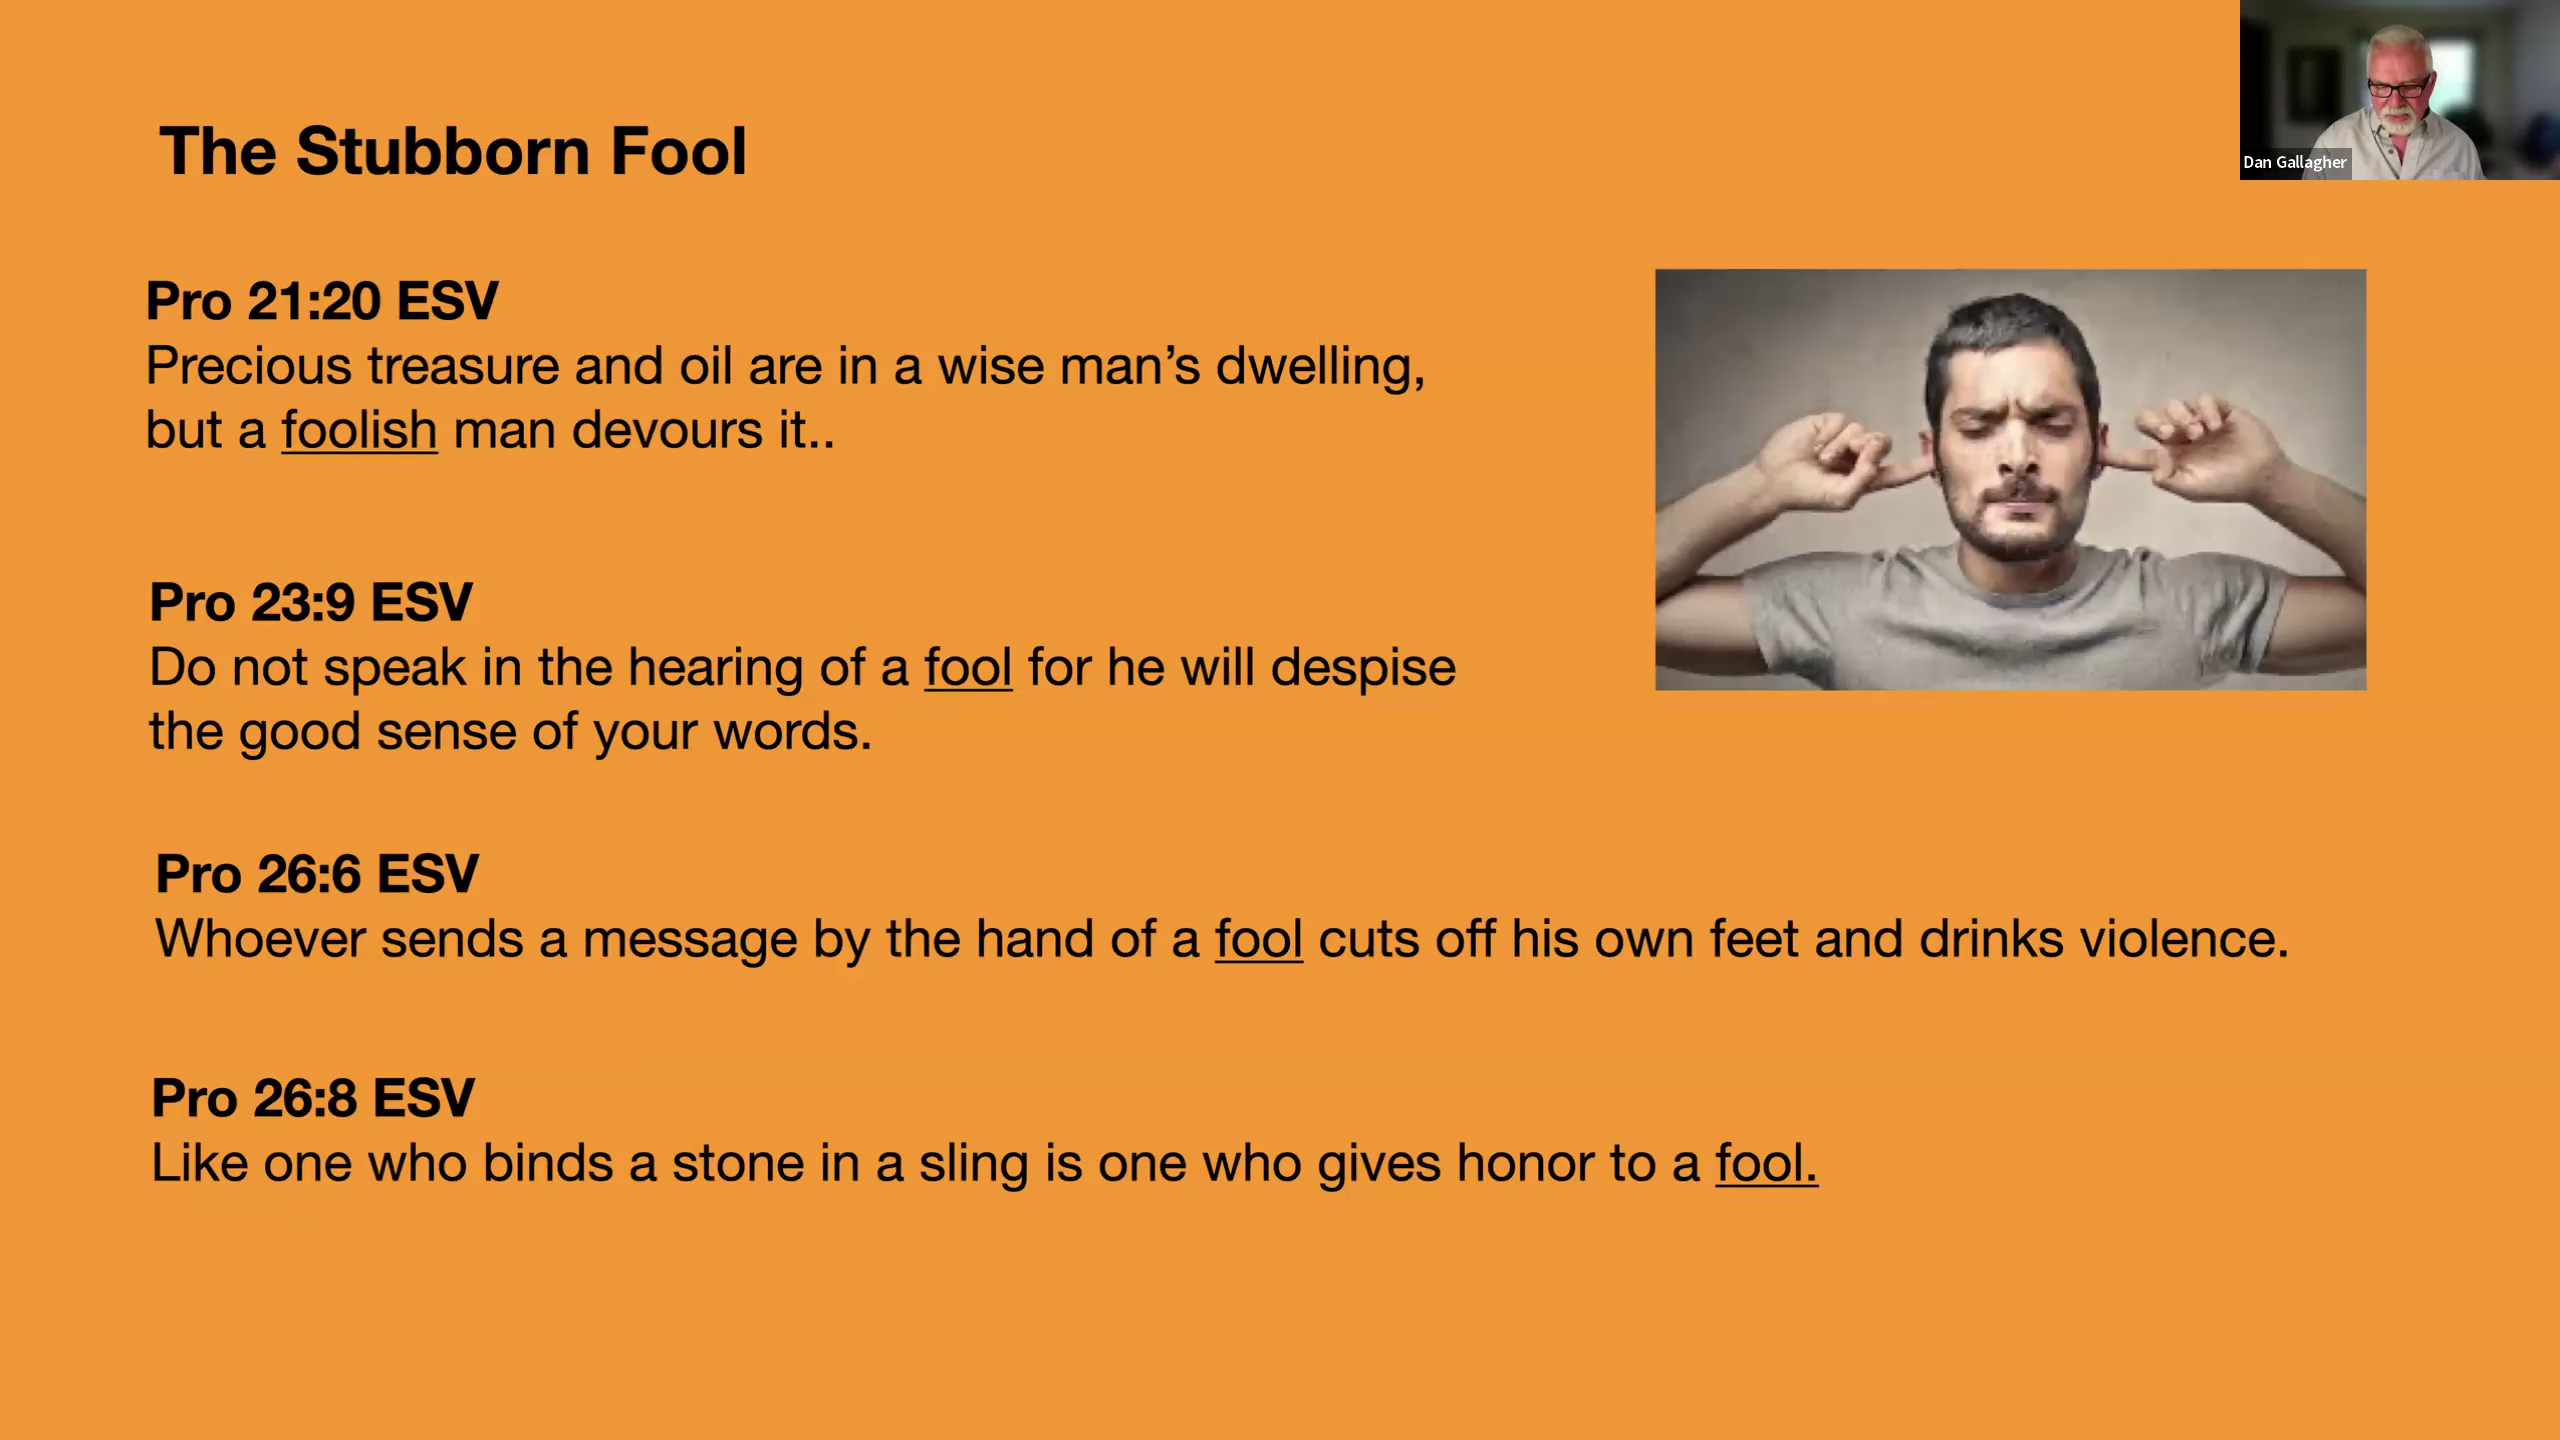 The Stubborn Fool
Dan Gallagher
Pro 21:20 ESV
Precious treasure and oil are in a wise man’s dwelling,
but a foolish man devours it..
Pro 23:9 ESV
Do not speak in the hearing of a fool for he will despise
the good sense of your words.
Pro 26:6 ESV
Whoever sends a message by the hand of a fool cuts off his own feet and drinks violence.
Pro 26:8 ESV
Like one who binds a stone in a sling is one who gives honor to a fool.